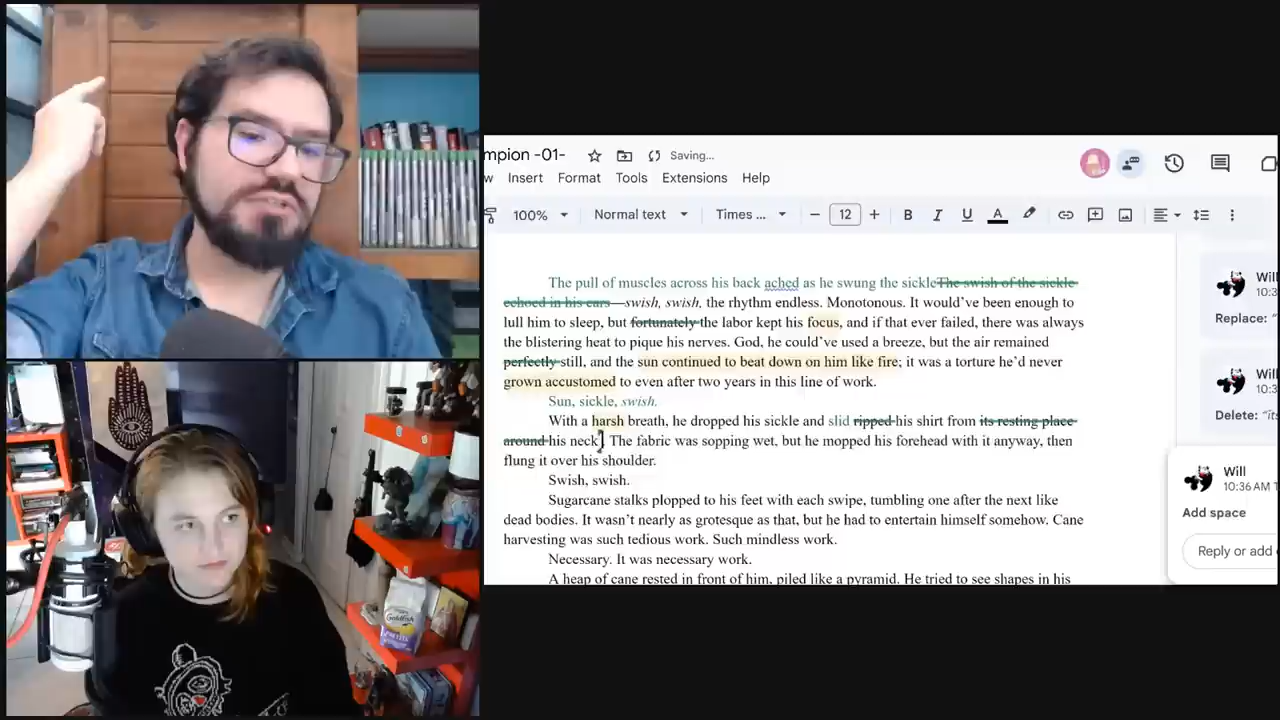 mpion -01-
Saving...
w Insert Format Tools Extensions Help
100% Normal text Times ... − 12 + B I U A
The pull of muscles across his back ached as he swung the sickleThe swish of the sickle
echoed in his ears—swish, swish, the rhythm endless. Monotonous. It would've been enough to
lull him to sleep, but fortunately the labor kept his focus, and if that ever failed, there was always
the blistering heat to pique his nerves. God, he could've used a breeze, but the air remained
perfectly still, and the sun continued to beat down on him like fire; it was a torture he'd never
grown accustomed to even after two years in this line of work.
Sun, sickle, swish.
With a harsh breath, he dropped his sickle and slid ripped his shirt from its resting place
around his neck. The fabric was sopping wet, but he mopped his forehead with it anyway, then
flung it over his shoulder.
Swish, swish.
Sugarcane stalks plopped to his feet with each swipe, tumbling one after the next like
dead bodies. It wasn't nearly as grotesque as that, but he had to entertain himself somehow. Cane
harvesting was such tedious work. Such mindless work.
Necessary. It was necessary work.
A heap of cane rested in front of him, piled like a pyramid. He tried to see shapes in his
Will
10:3
Replace: "
Will
10:3
Delete: "it
Will
10:36 AM T
Add space
Reply or add
Goldfish